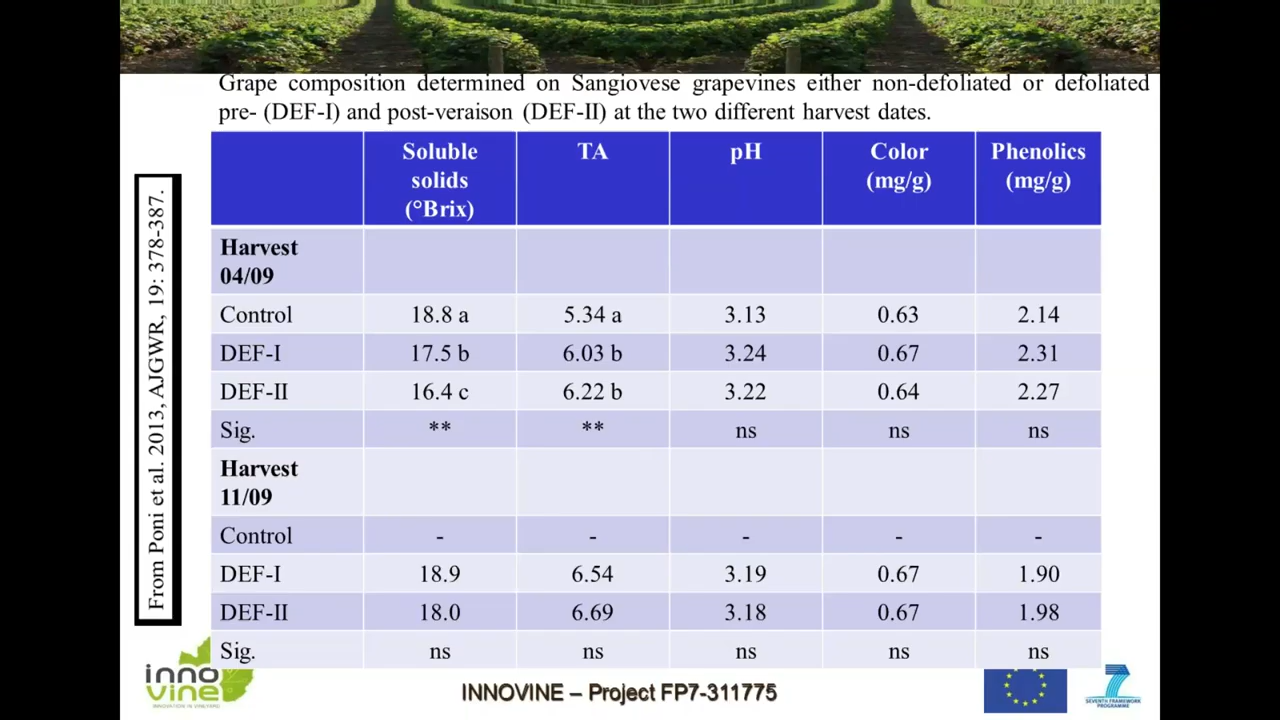 Grape composition determined on Sangiovese grapevines either non-defoliated or defoliated
pre- (DEF-I) and post-veraison (DEF-II) at the two different harvest dates.
From Poni et al. 2013, AJGWR, 19: 378-387.
Soluble solids (°Brix) TA pH Color (mg/g) Phenolics (mg/g)
Harvest 04/09
Control 18.8 a 5.34 a 3.13 0.63 2.14
DEF-I 17.5 b 6.03 b 3.24 0.67 2.31
DEF-II 16.4 c 6.22 b 3.22 0.64 2.27
Sig. ** ** ns ns ns
Harvest 11/09
Control - - - - -
DEF-I 18.9 6.54 3.19 0.67 1.90
DEF-II 18.0 6.69 3.18 0.67 1.98
Sig. ns ns ns ns ns
inno
vine
INNOVATION IN VINEYARD
INNOVINE – Project FP7-311775
SEVENTH FRAMEWORK
PROGRAMME